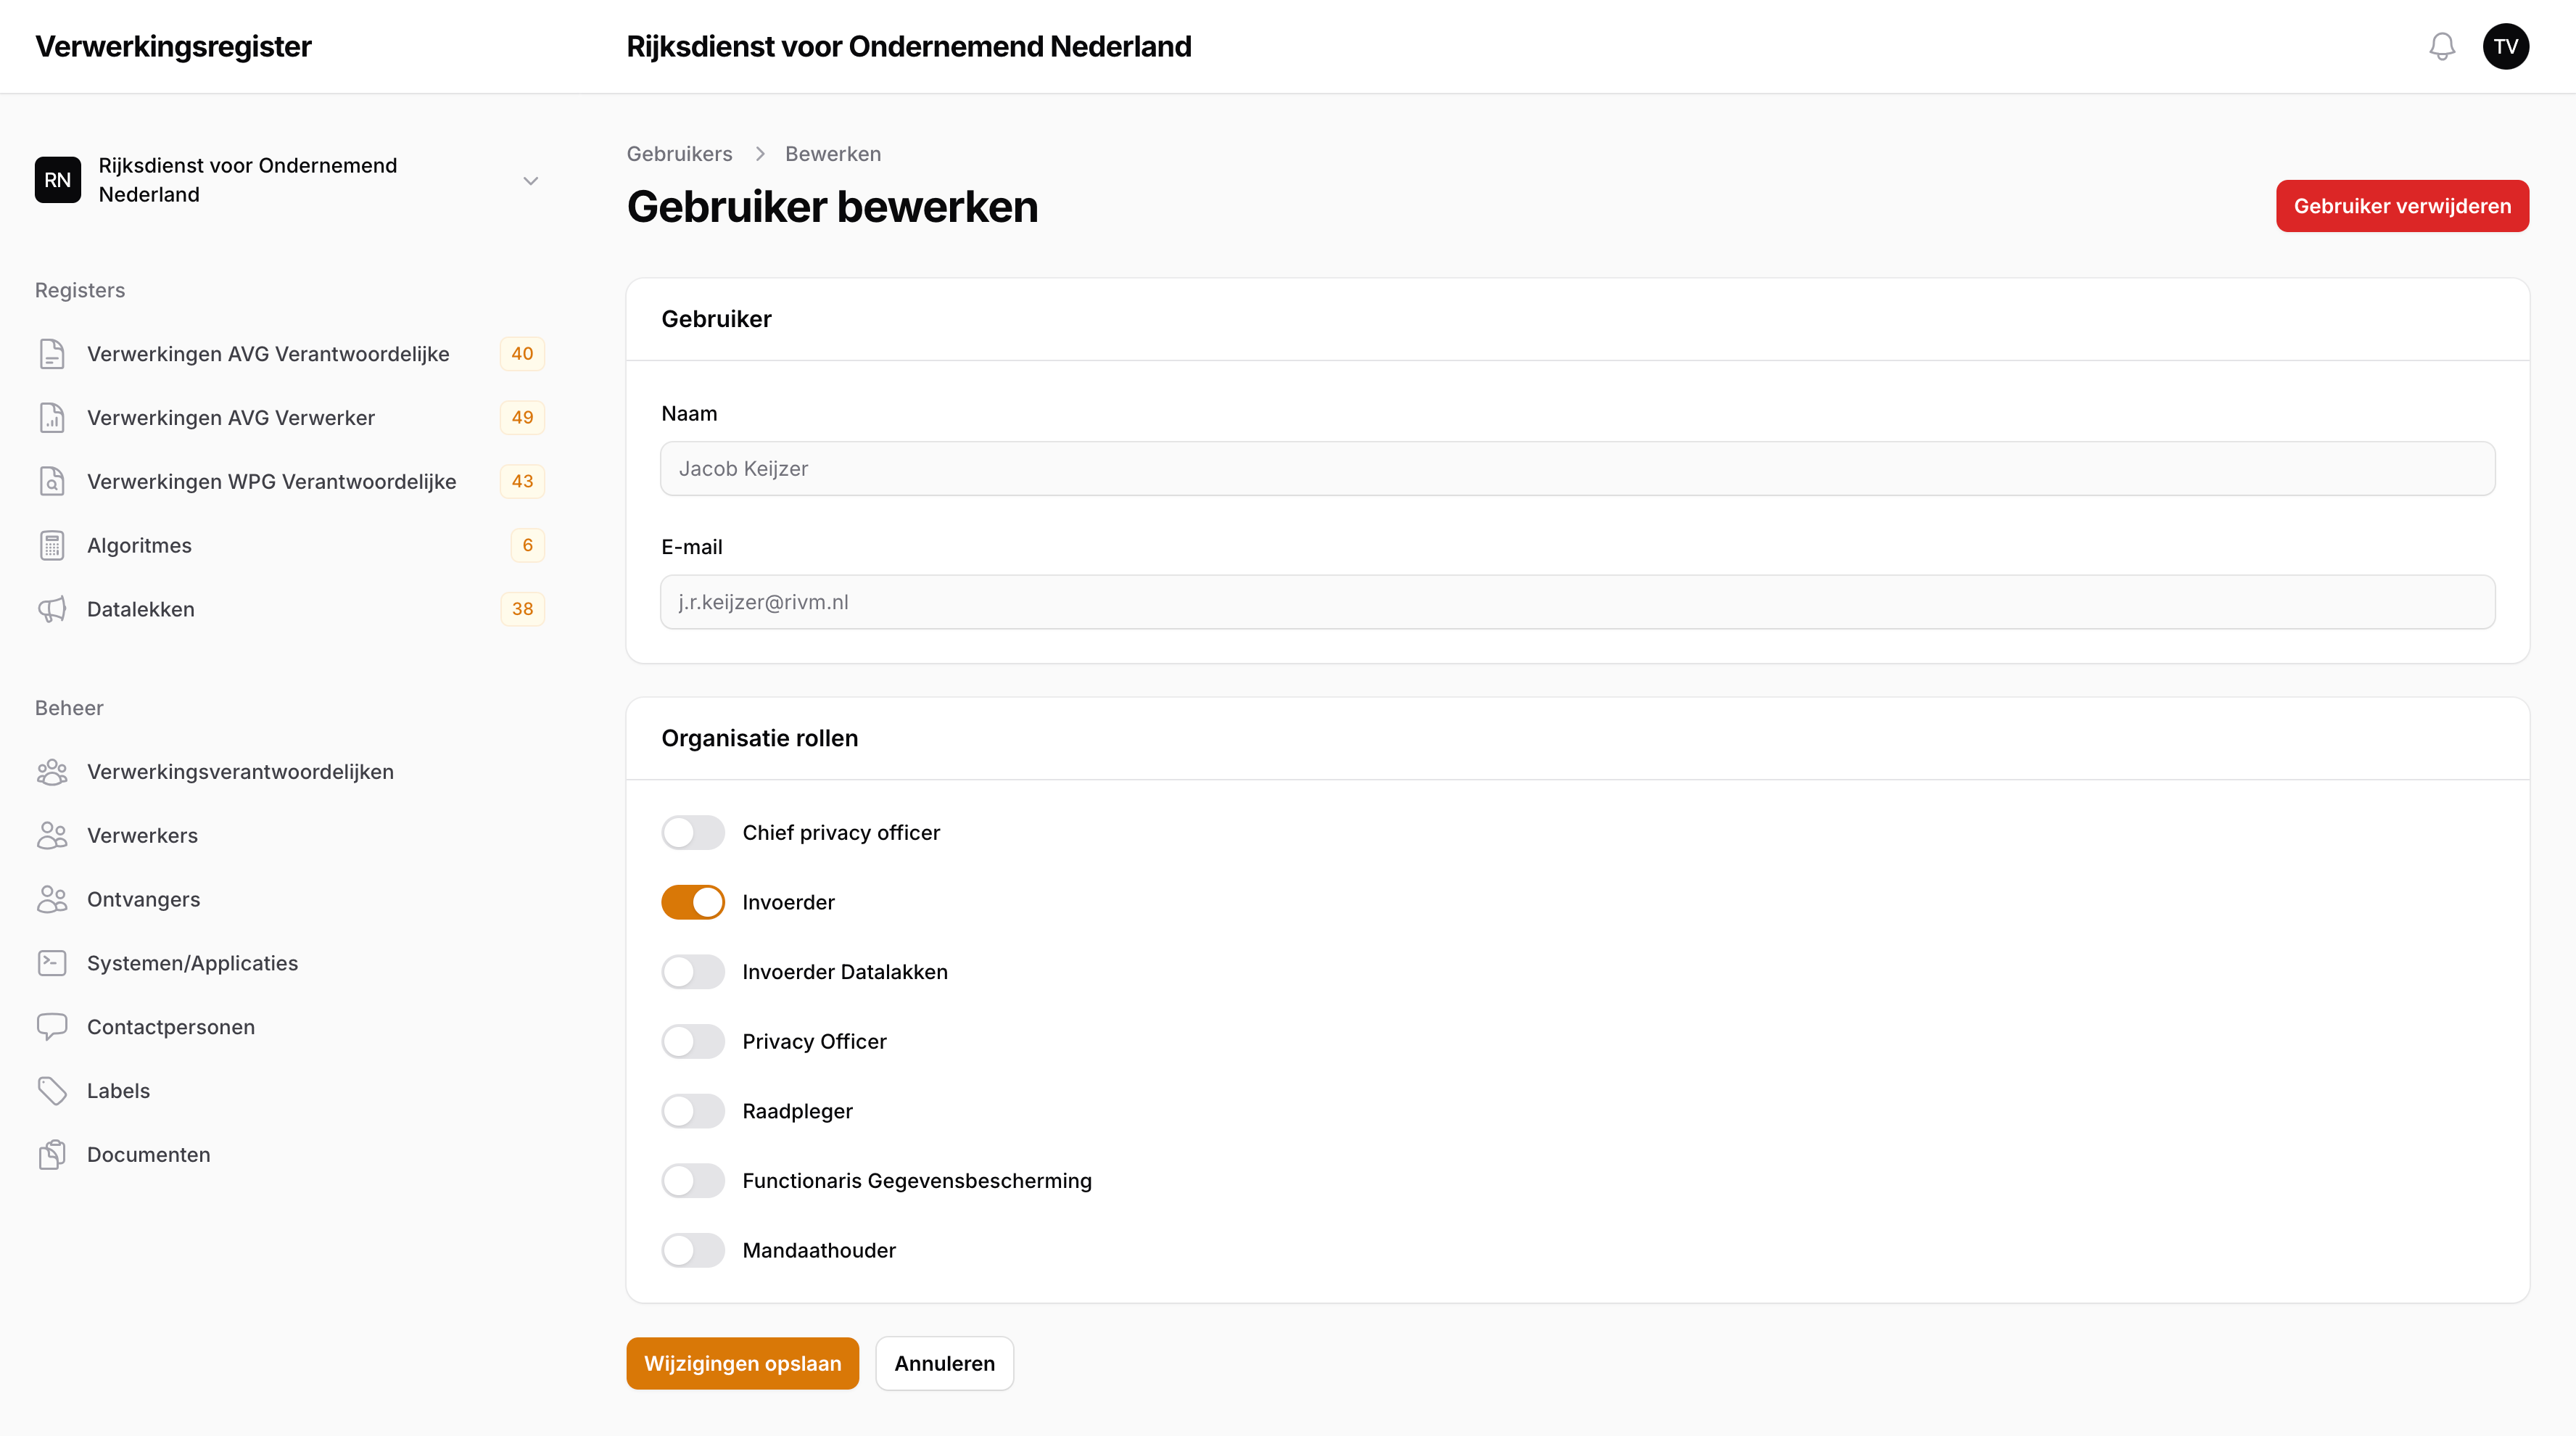 Verwerkingsregister
Rijksdienst voor Ondernemend Nederland
TV
RN
Rijksdienst voor Ondernemend
Nederland
Registers
Verwerkingen AVG Verantwoordelijke 40
Verwerkingen AVG Verwerker 49
Verwerkingen WPG Verantwoordelijke 43
Algoritmes 6
Datalekken 38
Beheer
Verwerkingsverantwoordelijken
Verwerkers
Ontvangers
Systemen/Applicaties
Contactpersonen
Labels
Documenten
Gebruikers > Bewerken
Gebruiker bewerken
Gebruiker verwijderen
Gebruiker
Naam
Jacob Keijzer
E-mail
j.r.keijzer@rivm.nl
Organisatie rollen
Chief privacy officer
Invoerder
Invoerder Datalakken
Privacy Officer
Raadpleger
Functionaris Gegevensbescherming
Mandaathouder
Wijzigingen opslaan
Annuleren